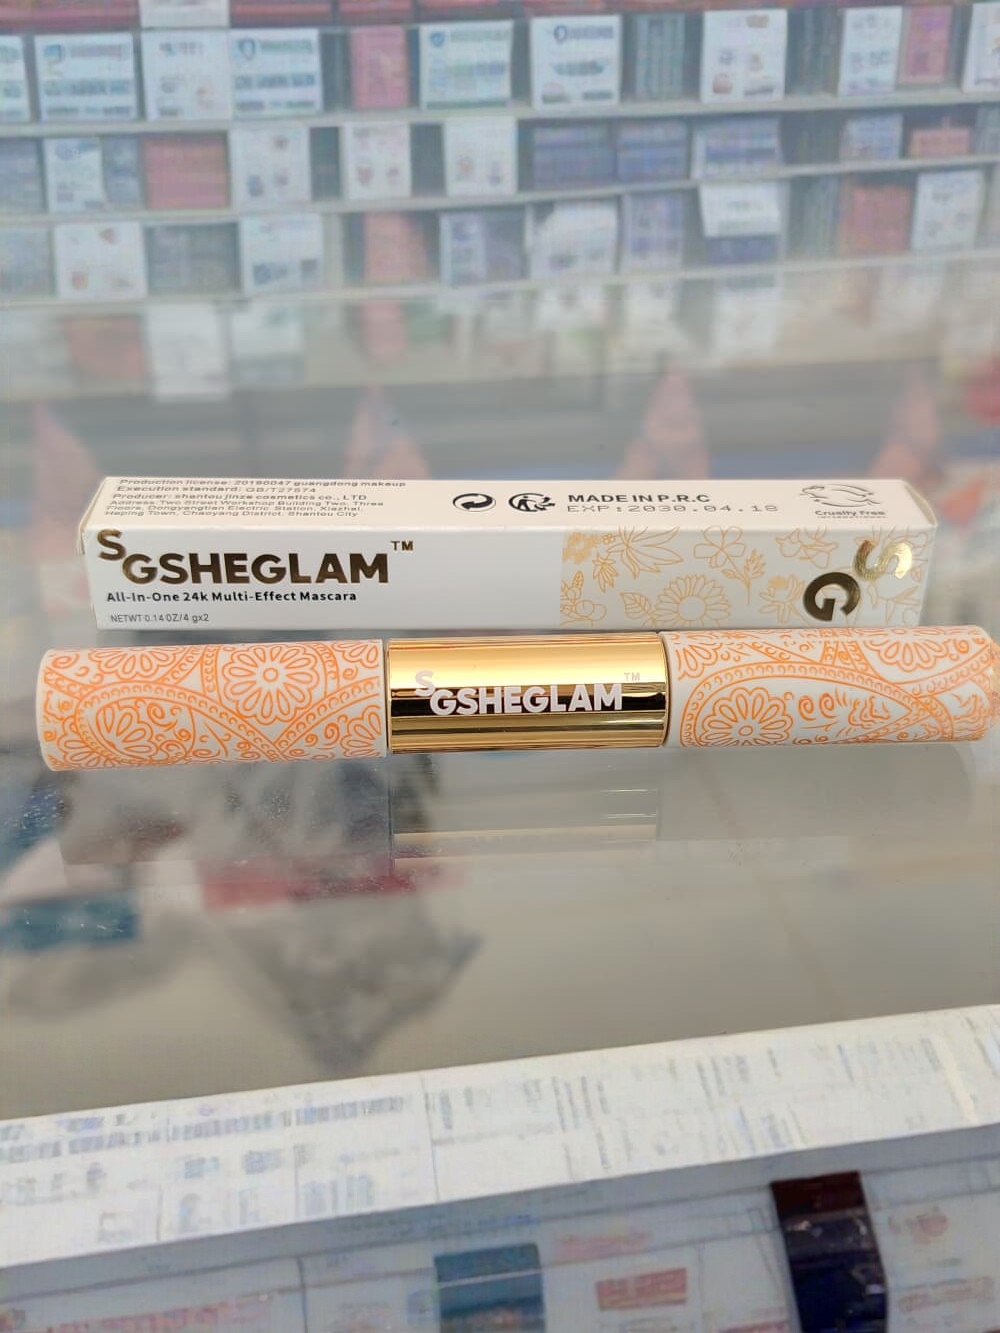 Production license: 20190047 guangdong makeup
Execution standard: GB/T27574
Producer: shantou jinze cosmetics co., LTD
Address: Two Street Workshop Building Two, Three
Floors, Dongyangtian Electric Station, Xiazhai,
Heping Town, Chaoyang District, Shantou City
MADE IN P.R.C
EXP:2030.04.18
Cruelty Free
INTERNATIONAL
SGSHEGLAM™
All-In-One 24k Multi-Effect Mascara
NETWT 0.14 OZ/4 gx2
SG
SGSHEGLAM™